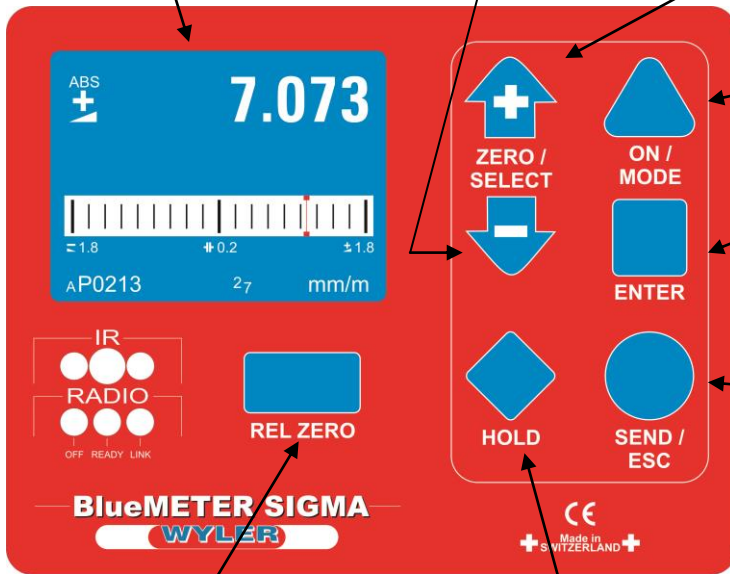 ABS
+ 7.073
= 1.8 ⧺ 0.2 ± 1.8
A P0213 27 mm/m
+
ZERO /
SELECT
ON /
MODE
−
ENTER
IR
RADIO
OFF READY LINK
REL ZERO
HOLD
SEND /
ESC
BlueMETER SIGMA
WYLER
CE
Made in
SWITZERLAND